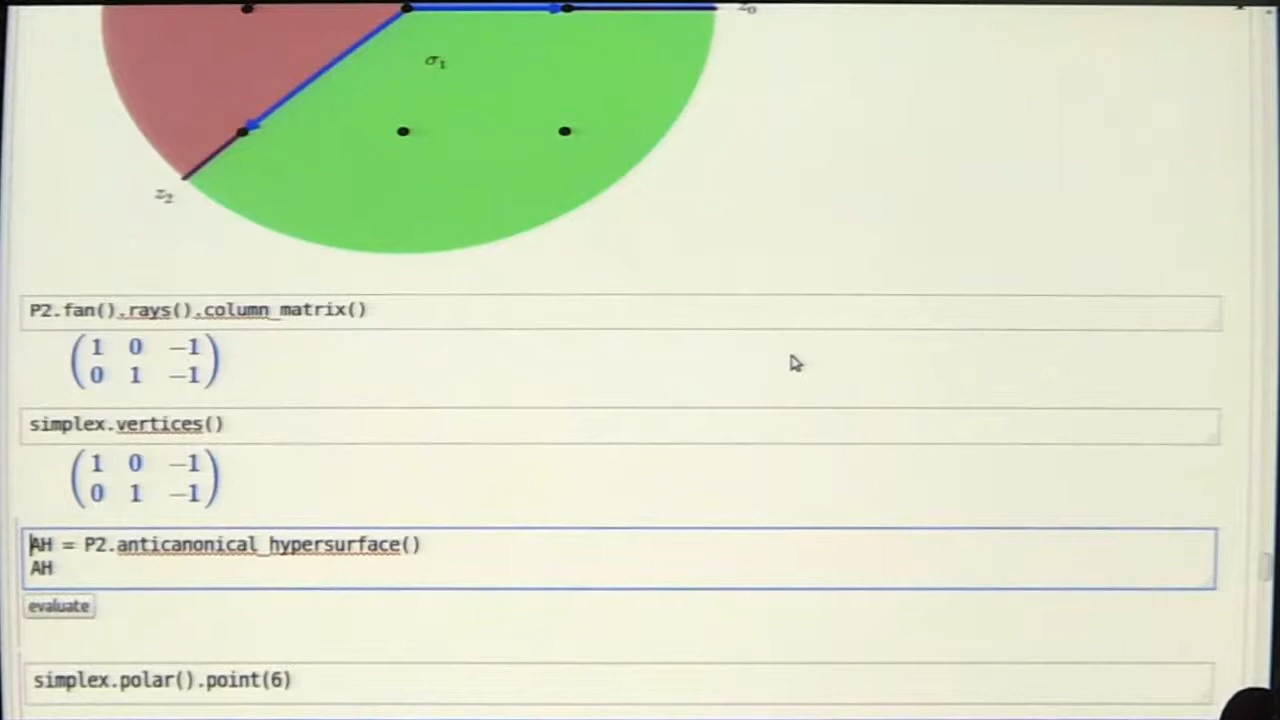 z₀
σ₁
z₂
P2.fan().rays().column_matrix()
1 0 −1
0 1 −1
simplex.vertices()
1 0 −1
0 1 −1
AH = P2.anticanonical_hypersurface()
AH
evaluate
simplex.polar().point(6)